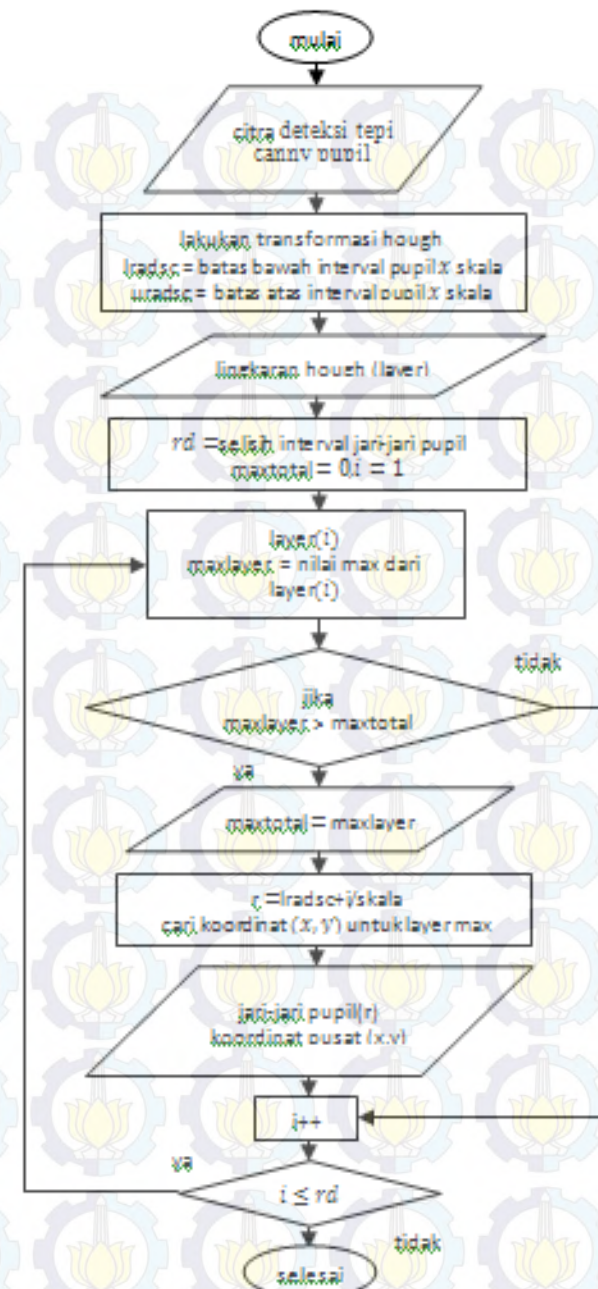 mulai
citra deteksi tepi
canny pupil
lakukan transformasi hough
lradsc = batas bawah interval pupil x skala
uradsc = batas atas interval pupil x skala
lingkaran hough (layer)
rd = selisih interval jari-jari pupil
maxtotal = 0, i = 1
layer(i)
maxlayer = nilai max dari
layer(i)
jika
maxlayer > maxtotal
tidak
ya
maxtotal = maxlayer
r = lradsc+i/skala
cari koordinat (x, y) untuk layer max
jari-jari pupil(r)
koordinat pusat (x,y)
i++
ya
i ≤ rd
tidak
selesai